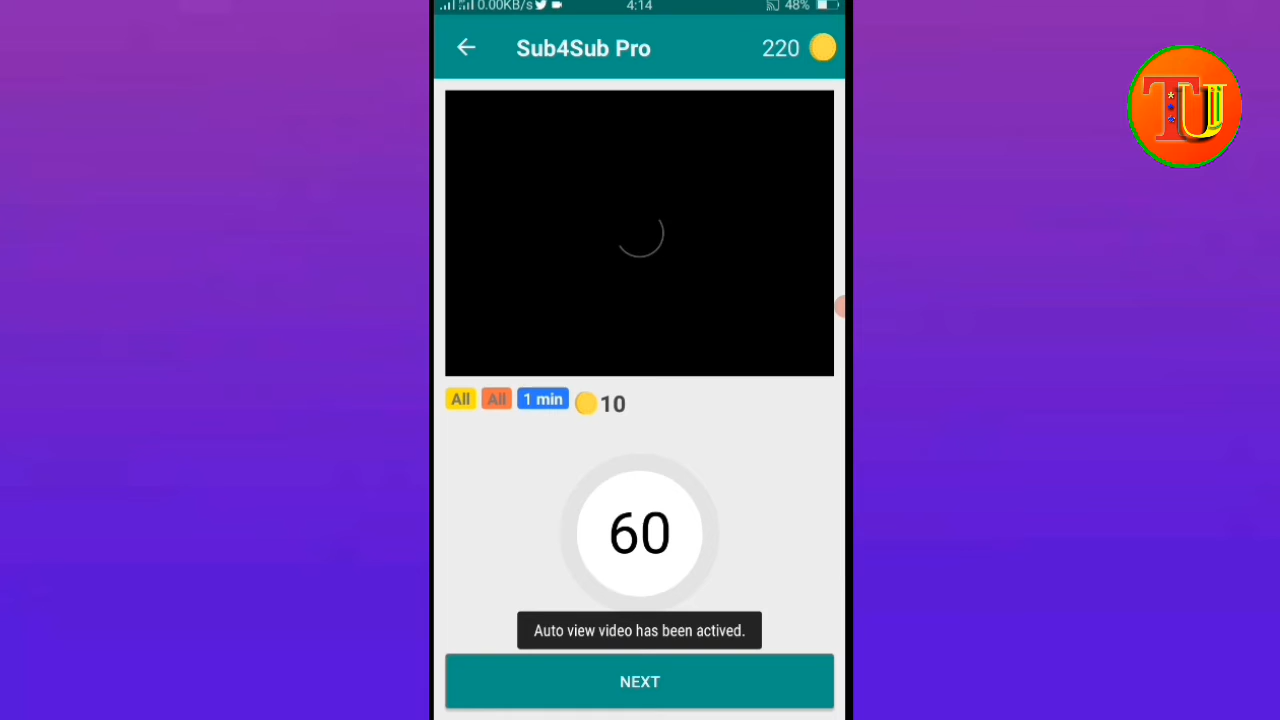 0.00KB/s 4:14 48%
Sub4Sub Pro 220
TU
All All 1 min 10
60
Auto view video has been actived.
NEXT